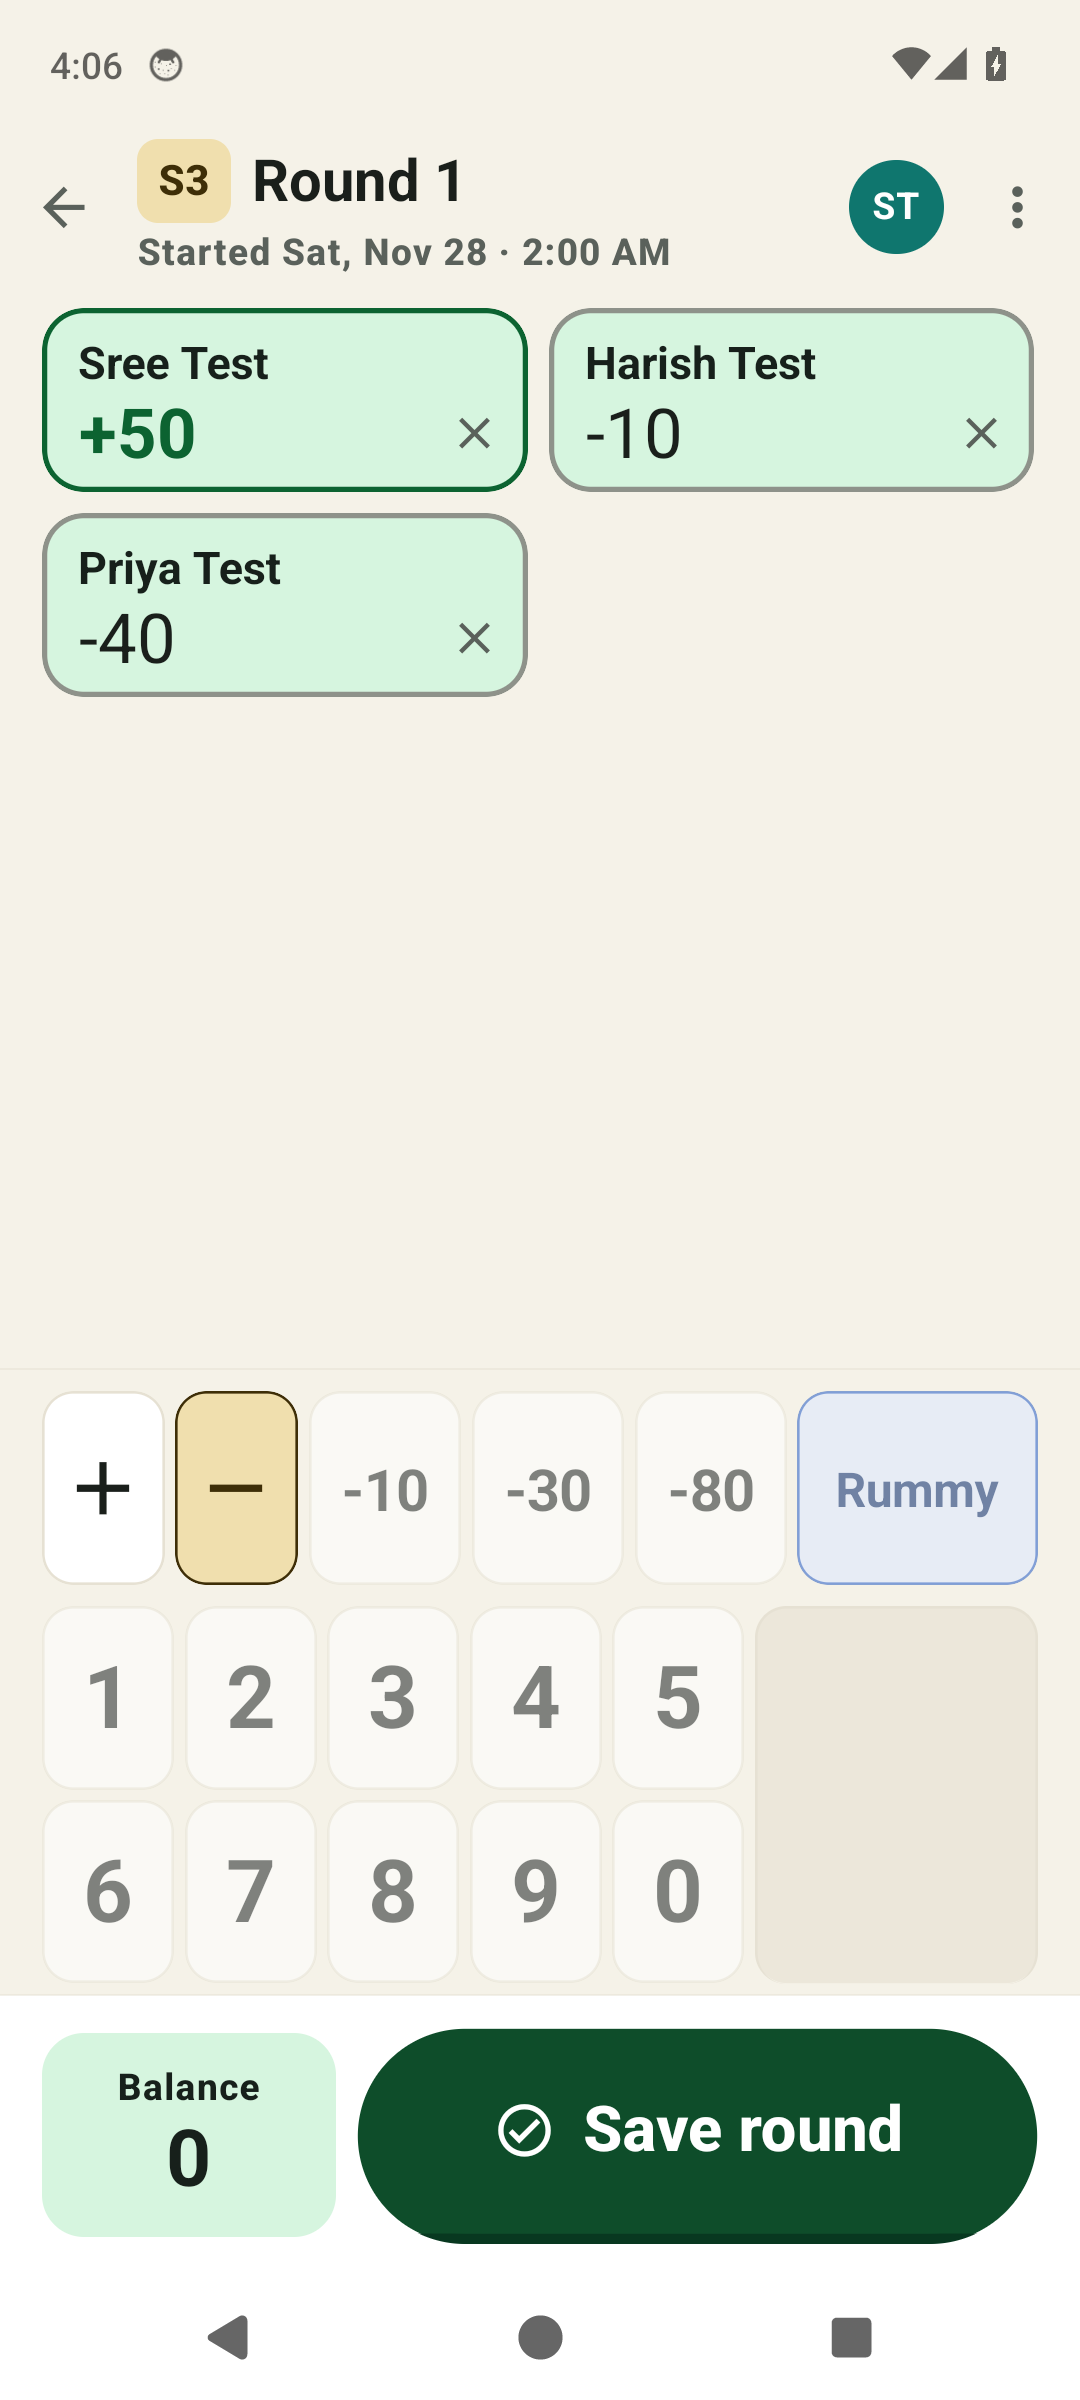 4:06
S3 Round 1
Started Sat, Nov 28 · 2:00 AM
ST
Sree Test
+50
Harish Test
-10
Priya Test
-40
+ − -10 -30 -80 Rummy
1 2 3 4 5
6 7 8 9 0
Balance
0
Save round